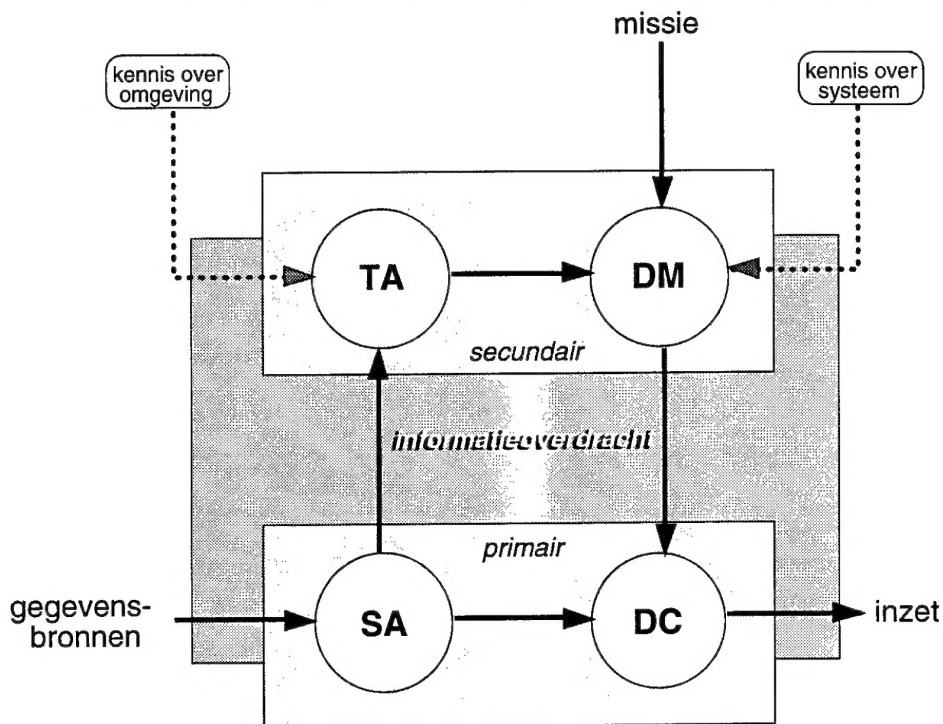 missie
kennis over
omgeving
kennis over
systeem
TA
DM
secundair
informatieoverdracht
primair
gegevens-
bronnen
SA
DC
inzet